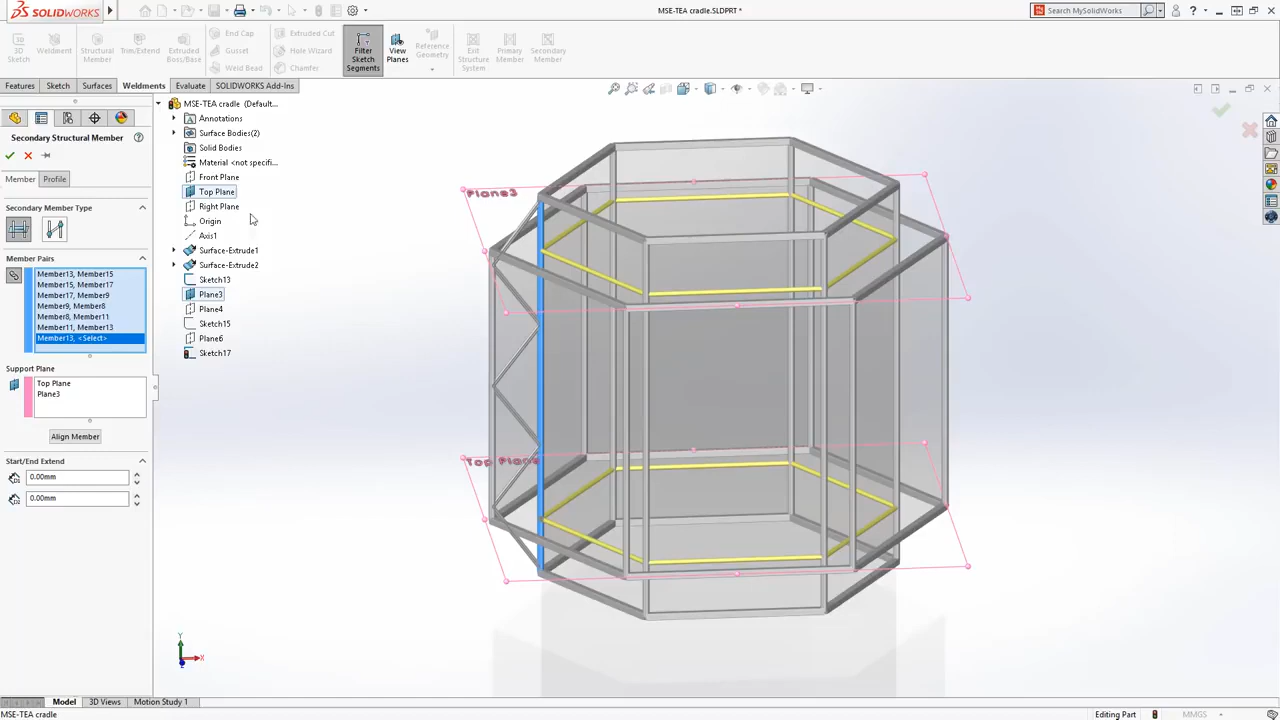 SOLIDWORKS
MSE-TEA cradle.SLDPRT *
Search MySolidWorks
3D Sketch
Weldment
Structural Member
Trim/Extend
Extruded Boss/Base
End Cap
Gusset
Weld Bead
Extruded Cut
Hole Wizard
Chamfer
Filter Sketch Segments
View Planes
Reference Geometry
Exit Structure System
Primary Member
Secondary Member
Features
Sketch
Surfaces
Weldments
Evaluate
SOLIDWORKS Add-Ins
Secondary Structural Member
Member
Profile
Secondary Member Type
Member Pairs
Member13, Member15
Member15, Member17
Member17, Member9
Member9, Member8
Member8, Member11
Member11, Member13
Member13, <Select>
Support Plane
Top Plane
Plane3
Align Member
Start/End Extend
0.00mm
0.00mm
MSE-TEA cradle (Default...
Annotations
Surface Bodies(2)
Solid Bodies
Material <not specifi...
Front Plane
Top Plane
Right Plane
Origin
Axis1
Surface-Extrude1
Surface-Extrude2
Sketch13
Plane3
Plane4
Sketch15
Plane6
Sketch17
Plane3
Top Plane
Y
X
Model
3D Views
Motion Study 1
MSE-TEA cradle
Editing Part
MMGS